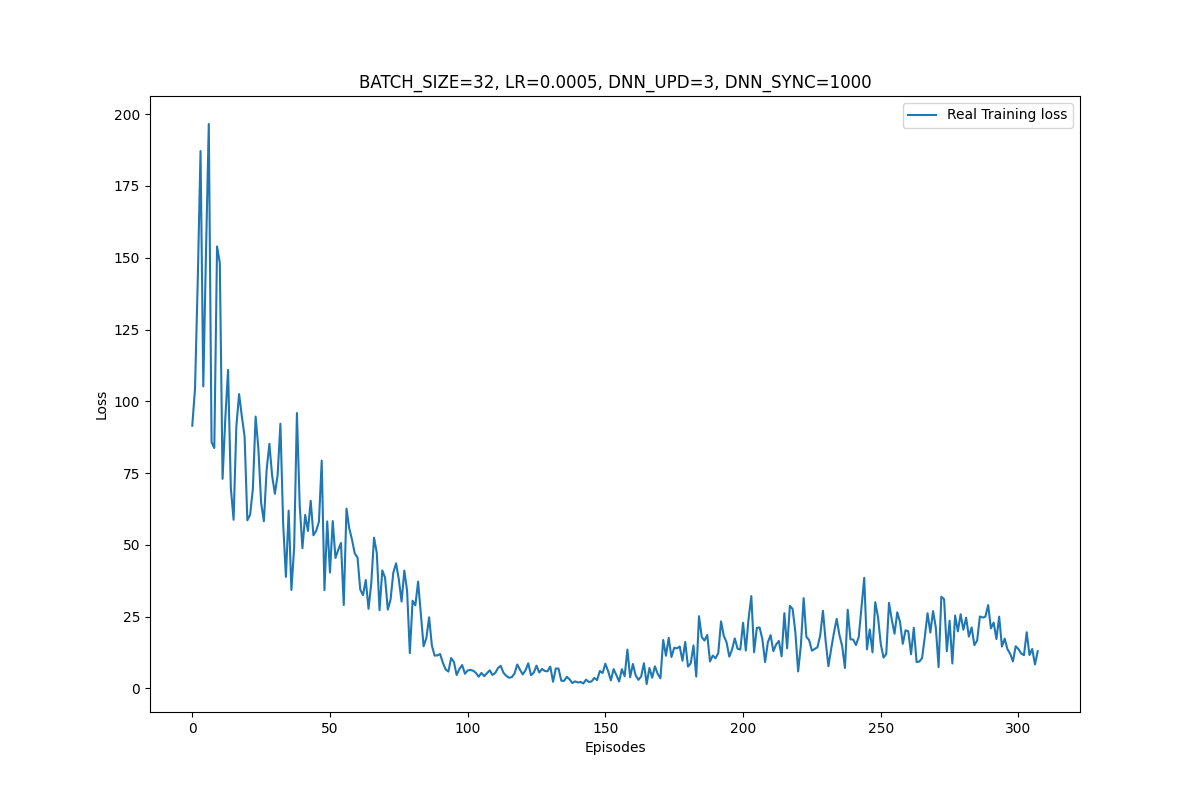 BATCH_SIZE=32, LR=0.0005, DNN_UPD=3, DNN_SYNC=1000
Real Training loss
200
175
150
125
100
75
50
25
0
Loss
0 50 100 150 200 250 300
Episodes